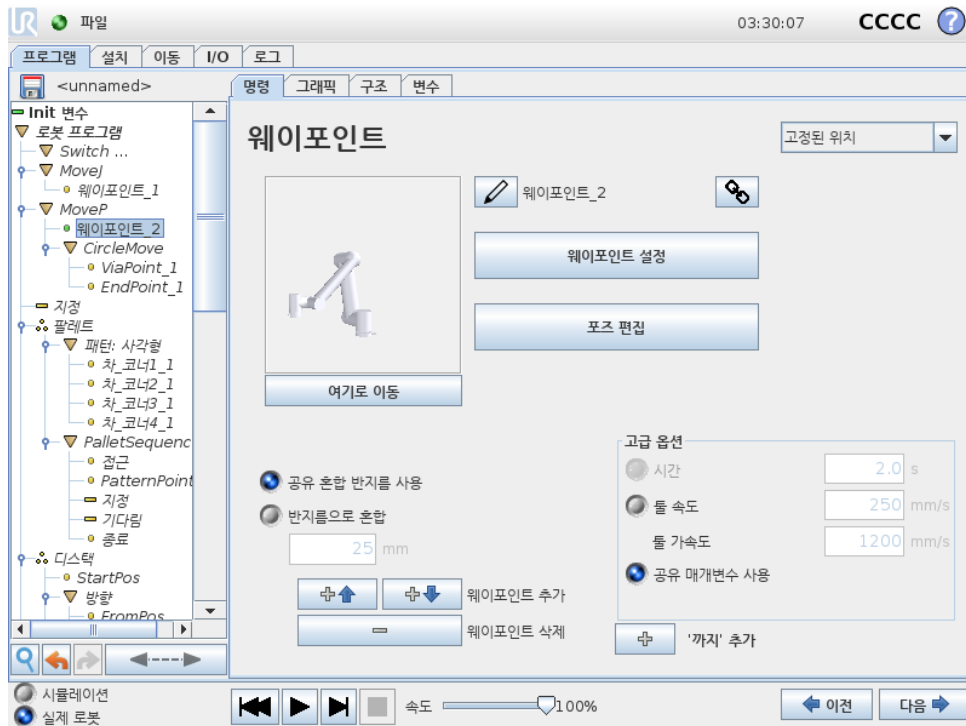 UR 파일 03:30:07 CCCC ?
프로그램 설치 이동 I/O 로그
<unnamed> 명령 그래픽 구조 변수
Init 변수
로봇 프로그램
Switch ...
MoveJ
웨이포인트_1
MoveP
웨이포인트_2
CircleMove
ViaPoint_1
EndPoint_1
지정
팔레트
패턴: 사각형
차_코너1_1
차_코너2_1
차_코너3_1
차_코너4_1
PalletSequenc
접근
PatternPoint
지정
기다림
종료
디스택
StartPos
방향
FromPos
웨이포인트
고정된 위치
웨이포인트_2
웨이포인트 설정
포즈 편집
여기로 이동
공유 혼합 반지름 사용
반지름으로 혼합
25 mm
웨이포인트 추가
웨이포인트 삭제
고급 옵션
시간 2.0 s
툴 속도 250 mm/s
툴 가속도 1200 mm/s
공유 매개변수 사용
'까지' 추가
시뮬레이션
실제 로봇
속도 100%
이전 다음